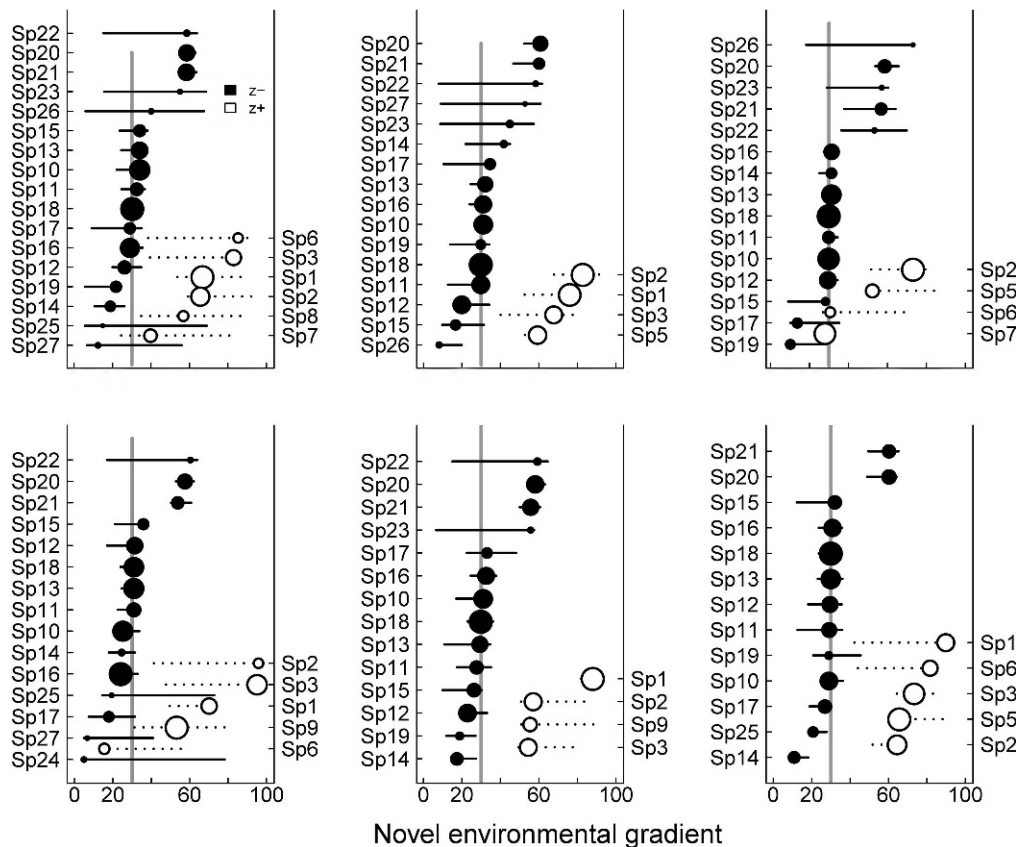 Sp22
Sp20
Sp21
Sp23
Sp26
Sp15
Sp13
Sp10
Sp11
Sp18
Sp17
Sp16
Sp12
Sp19
Sp14
Sp25
Sp27
z−
z+
Sp6
Sp3
Sp1
Sp2
Sp8
Sp7
Sp20
Sp21
Sp22
Sp27
Sp23
Sp14
Sp17
Sp13
Sp16
Sp10
Sp19
Sp18
Sp11
Sp12
Sp15
Sp26
Sp2
Sp1
Sp3
Sp5
Sp26
Sp20
Sp23
Sp21
Sp22
Sp16
Sp14
Sp13
Sp18
Sp11
Sp10
Sp12
Sp15
Sp17
Sp19
Sp2
Sp5
Sp6
Sp7
Sp22
Sp20
Sp21
Sp15
Sp12
Sp18
Sp13
Sp11
Sp10
Sp14
Sp16
Sp25
Sp17
Sp27
Sp24
Sp2
Sp3
Sp1
Sp9
Sp6
0 20 60 100
Sp22
Sp20
Sp21
Sp23
Sp17
Sp16
Sp10
Sp18
Sp13
Sp11
Sp15
Sp12
Sp19
Sp14
Sp1
Sp2
Sp9
Sp3
0 20 60 100
Sp21
Sp20
Sp15
Sp16
Sp18
Sp13
Sp12
Sp11
Sp19
Sp10
Sp17
Sp25
Sp14
Sp1
Sp6
Sp3
Sp5
Sp2
0 20 60 100
Novel environmental gradient